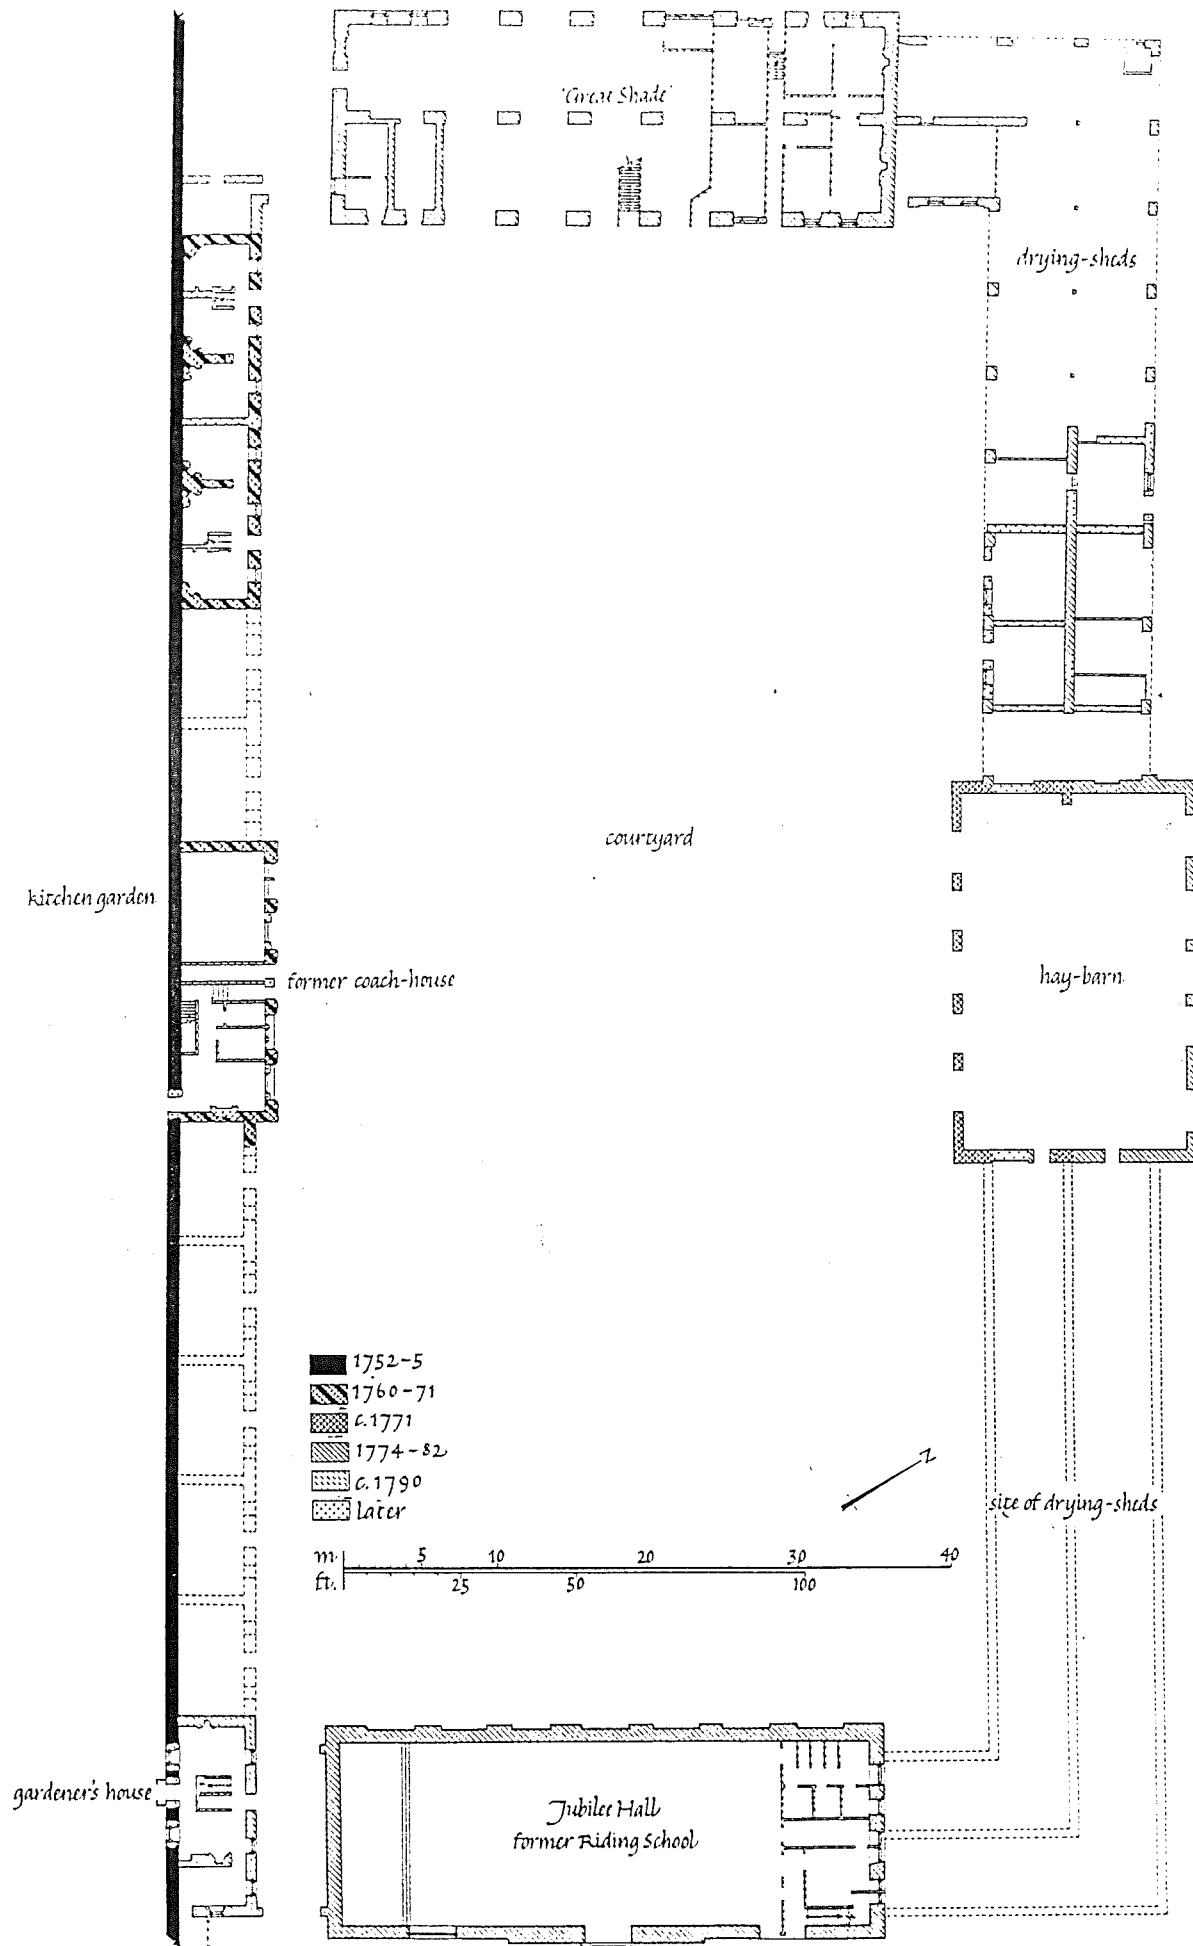 'Great Shade'
drying-sheds
courtyard
kitchen garden
former coach-house
hay-barn
1752-5
1760-71
c.1771
1774-82
c.1790
later
N
site of drying-sheds
m. 5 10 20 30 40
ft. 25 50 100
gardener's house
Jubilee Hall
former Riding School